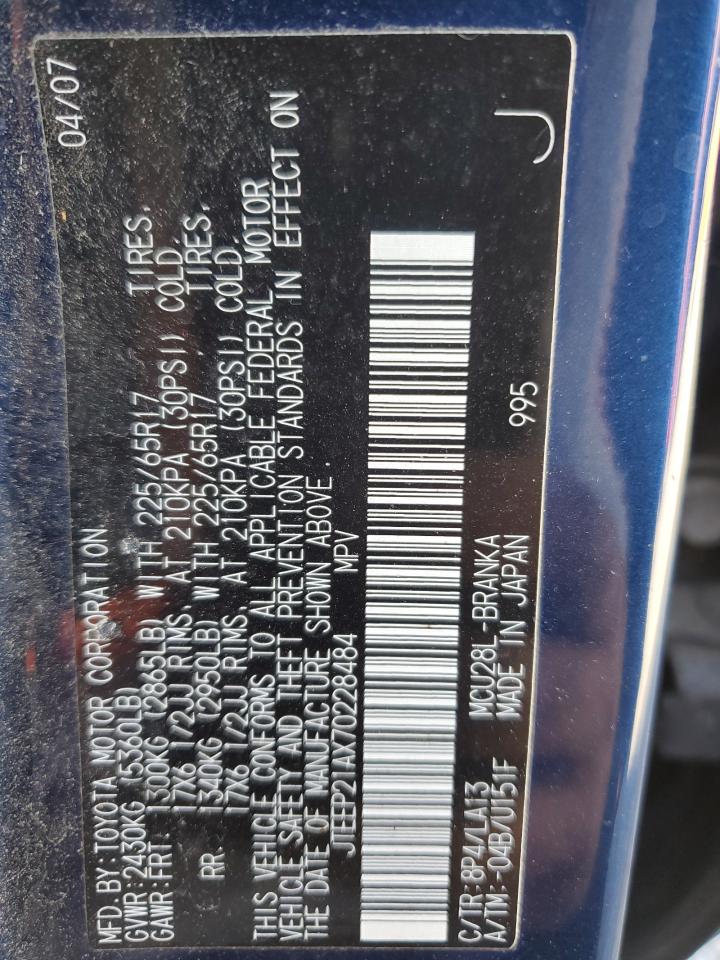 MFD.BY:TOYOTA MOTOR CORPORATION 04/07
GVWR:2430KG (5360LB)
GAWR:FRT. 1300KG (2865LB) WITH 225/65R17 TIRES,
17X6 1/2JJ RIMS, AT 210KPA (30PSI) COLD.
RR. 1340KG (2950LB) WITH 225/65R17 TIRES,
17X6 1/2JJ RIMS, AT 210KPA (30PSI) COLD.
THIS VEHICLE CONFORMS TO ALL APPLICABLE FEDERAL MOTOR
VEHICLE SAFETY AND THEFT PREVENTION STANDARDS IN EFFECT ON
THE DATE OF MANUFACTURE SHOWN ABOVE.
JTEEP21AX70228484 MPV
C/TR:8P4/LA13 MCU28L-BRANKA
A/TM:-04B/U151F MADE IN JAPAN 995 J